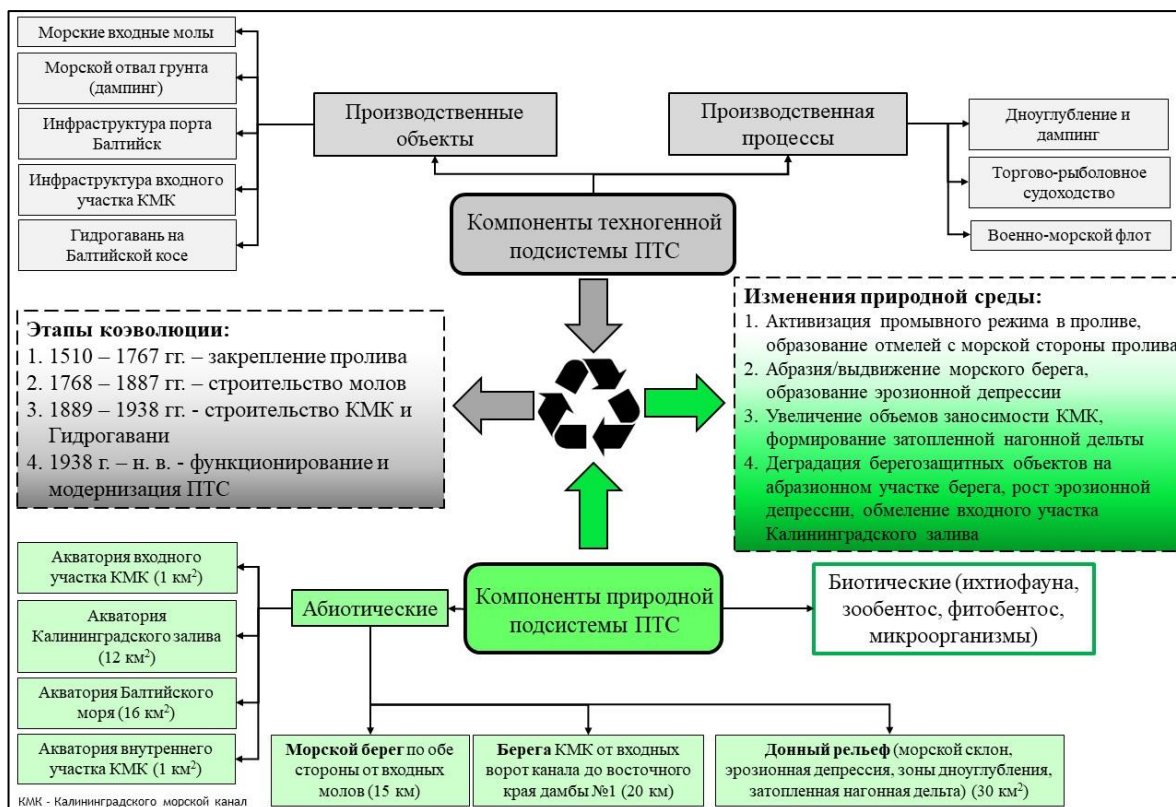 Морские входные молы
Морской отвал грунта
(дампинг)
Инфраструктура порта
Балтийск
Инфраструктура входного
участка КМК
Гидрогавань на
Балтийской косе
Производственные
объекты
Производственная
процессы
Дноуглубление и
дампинг
Торгово-рыболовное
судоходство
Военно-морской флот
Компоненты техногенной
подсистемы ПТС
Этапы коэволюции:
1. 1510 – 1767 гг. – закрепление пролива
2. 1768 – 1887 гг. – строительство молов
3. 1889 – 1938 гг. - строительство КМК и
Гидрогавани
4. 1938 г. – н. в. - функционирование и
модернизация ПТС
Изменения природной среды:
1. Активизация промывного режима в проливе,
образование отмелей с морской стороны пролива
2. Абразия/выдвижение морского берега,
образование эрозионной депрессии
3. Увеличение объемов заносимости КМК,
формирование затопленной нагонной дельты
4. Деградация берегозащитных объектов на
абразионном участке берега, рост эрозионной
депрессии, обмеление входного участка
Калининградского залива
Компоненты природной
подсистемы ПТС
Абиотические
Биотические (ихтиофауна,
зообентос, фитобентос,
микроорганизмы)
Акватория входного
участка КМК (1 км²)
Акватория
Калининградского залива
(12 км²)
Акватория Балтийского
моря (16 км²)
Акватория внутреннего
участка КМК (1 км²)
Морской берег по обе
стороны от входных
молов (15 км)
Берега КМК от входных
ворот канала до восточного
края дамбы №1 (20 км)
Донный рельеф (морской склон,
эрозионная депрессия, зоны дноуглубления,
затопленная нагонная дельта) (30 км²)
КМК - Калининградского морской канал